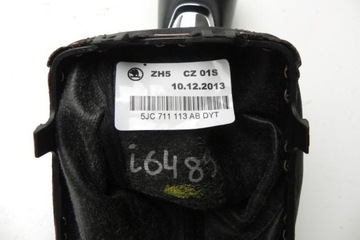 ZH5 CZ 01S
10.12.2013
5JC 711 113 AB DYT
i6489